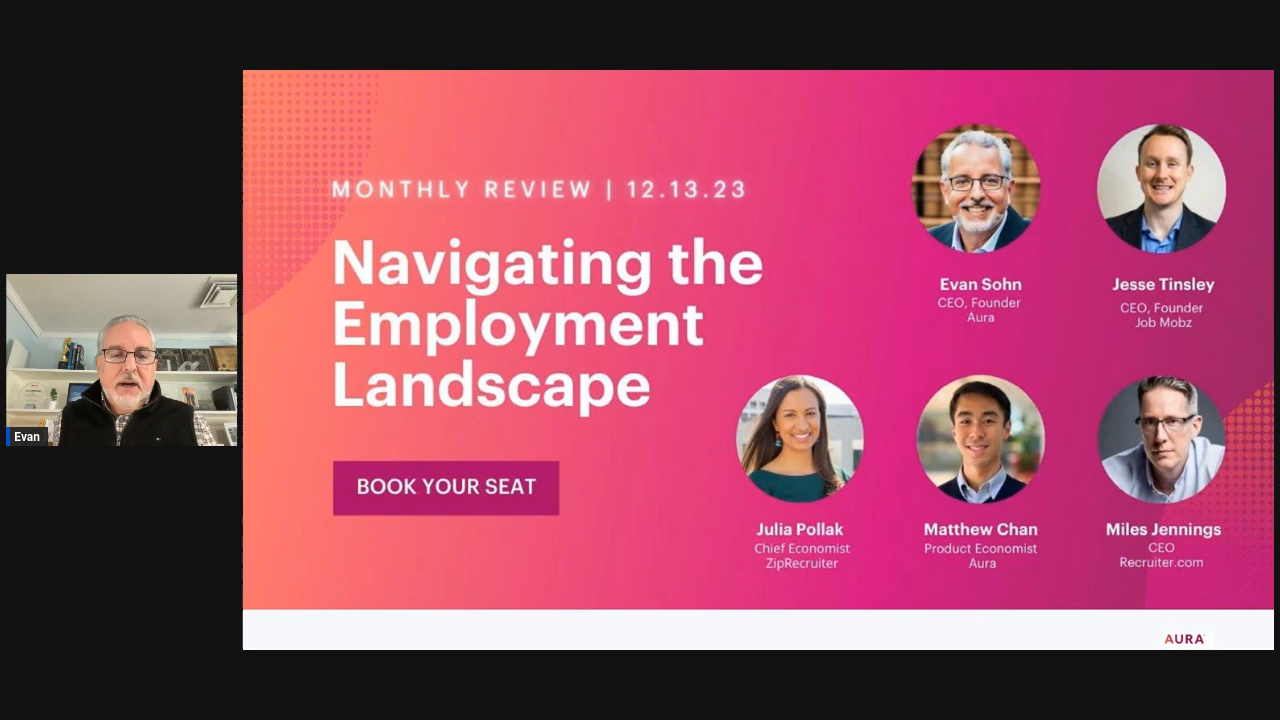 MONTHLY REVIEW | 12.13.23
Navigating the
Employment
Landscape
BOOK YOUR SEAT
Evan Sohn
CEO, Founder
Aura
Jesse Tinsley
CEO, Founder
Job Mobz
Julia Pollak
Chief Economist
ZipRecruiter
Matthew Chan
Product Economist
Aura
Miles Jennings
CEO
Recruiter.com
Evan
AURA